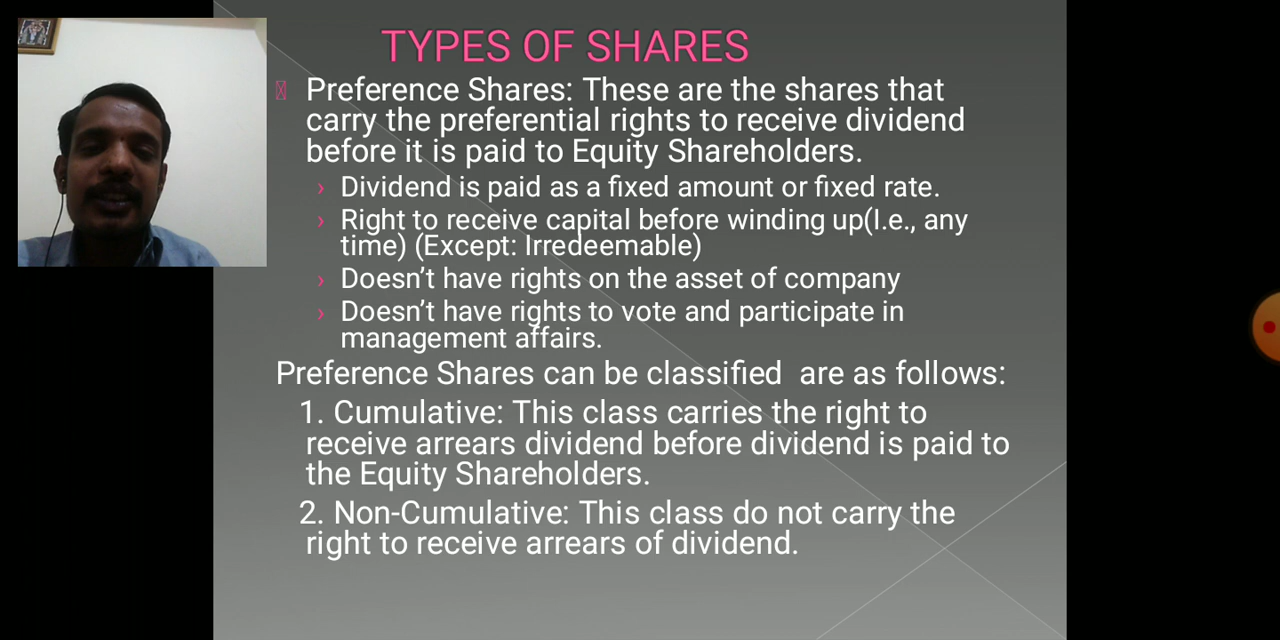 TYPES OF SHARES
Preference Shares: These are the shares that
carry the preferential rights to receive dividend
before it is paid to Equity Shareholders.
› Dividend is paid as a fixed amount or fixed rate.
› Right to receive capital before winding up(I.e., any
time) (Except: Irredeemable)
› Doesn’t have rights on the asset of company
› Doesn’t have rights to vote and participate in
management affairs.
Preference Shares can be classified  are as follows:
1. Cumulative: This class carries the right to
receive arrears dividend before dividend is paid to
the Equity Shareholders.
2. Non-Cumulative: This class do not carry the
right to receive arrears of dividend.